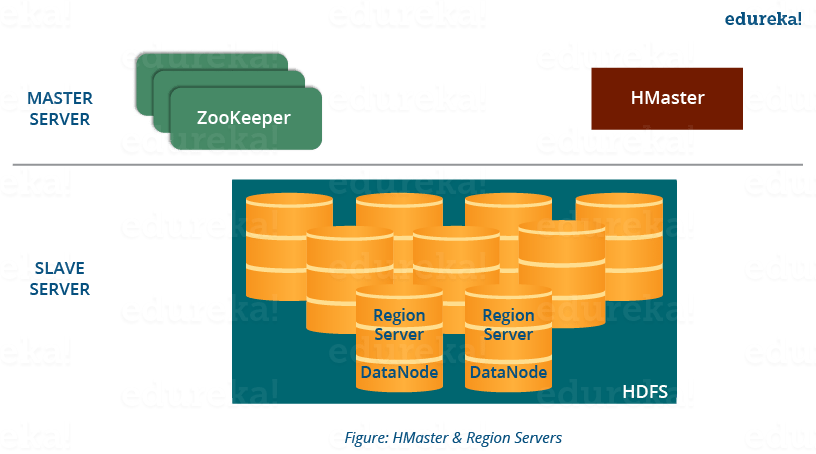 edureka!
MASTER
SERVER
ZooKeeper
HMaster
SLAVE
SERVER
Region
Server
DataNode
Region
Server
DataNode
HDFS
Figure: HMaster & Region Servers